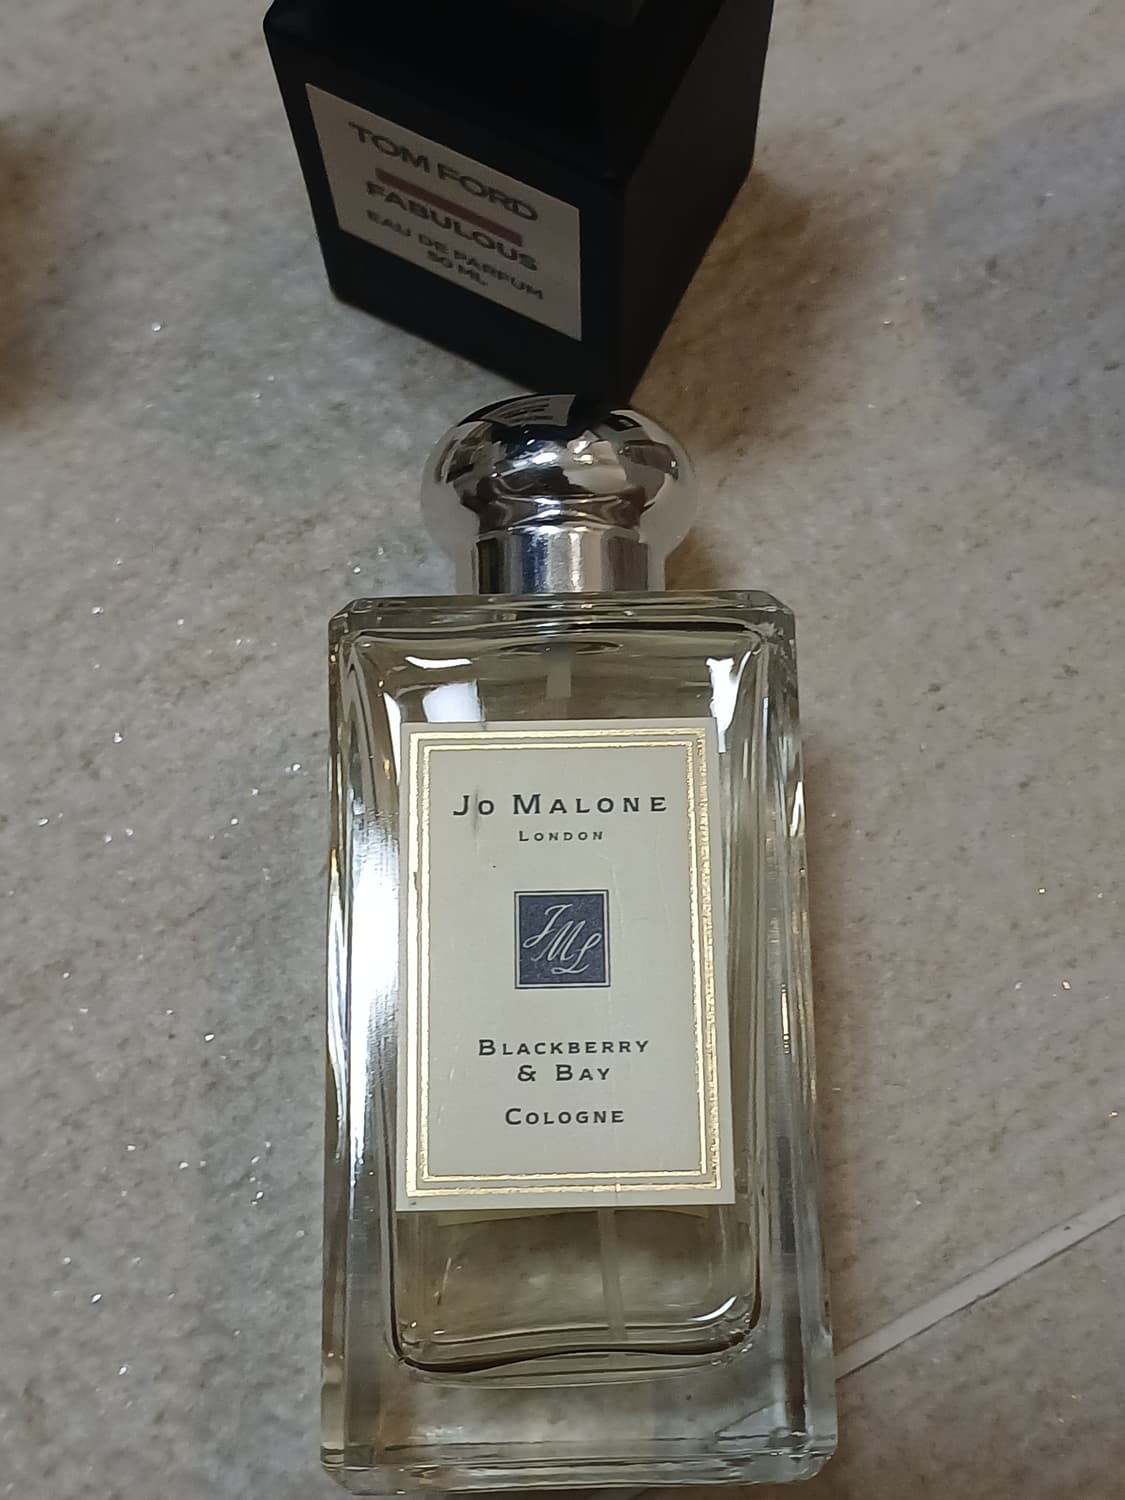 TOM FORD
FABULOUS
EAU DE PARFUM
50 ML
JO MALONE
LONDON
JML
BLACKBERRY
& BAY
COLOGNE